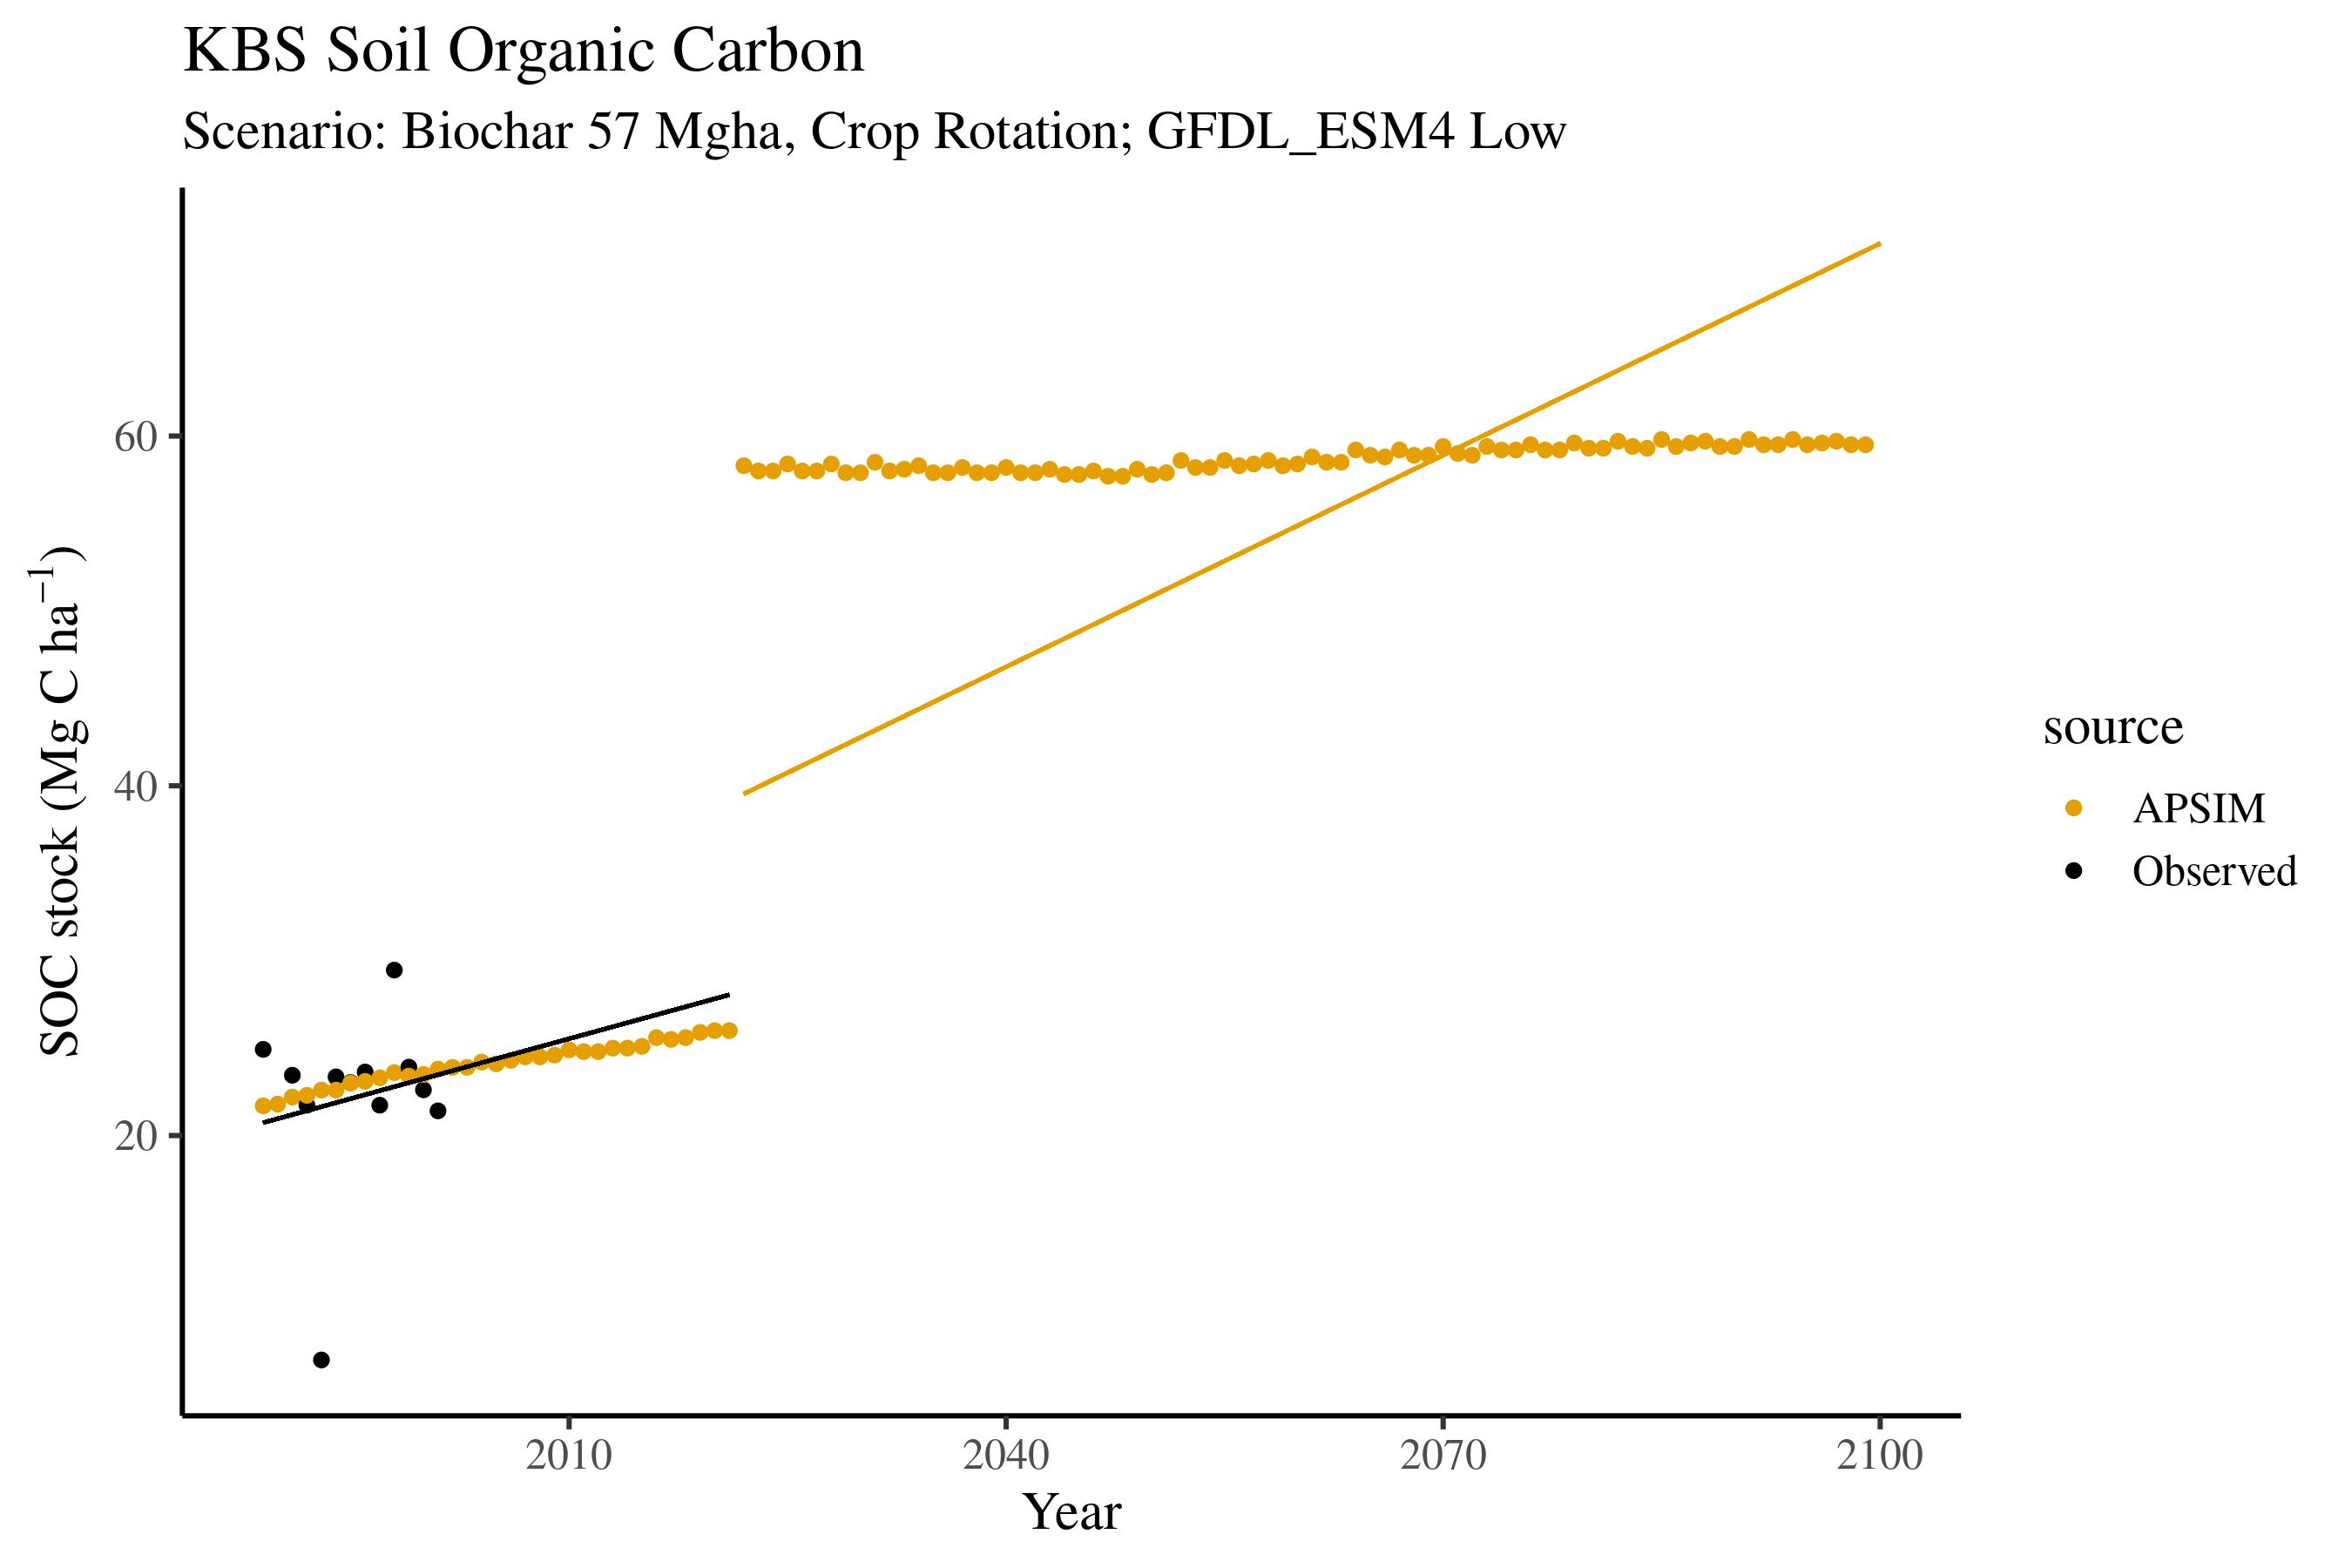 KBS Soil Organic Carbon
Scenario: Biochar 57 Mgha, Crop Rotation; GFDL_ESM4 Low
SOC stock (Mg C ha⁻¹)
60
40
20
2010
2040
2070
2100
Year
source
APSIM
Observed